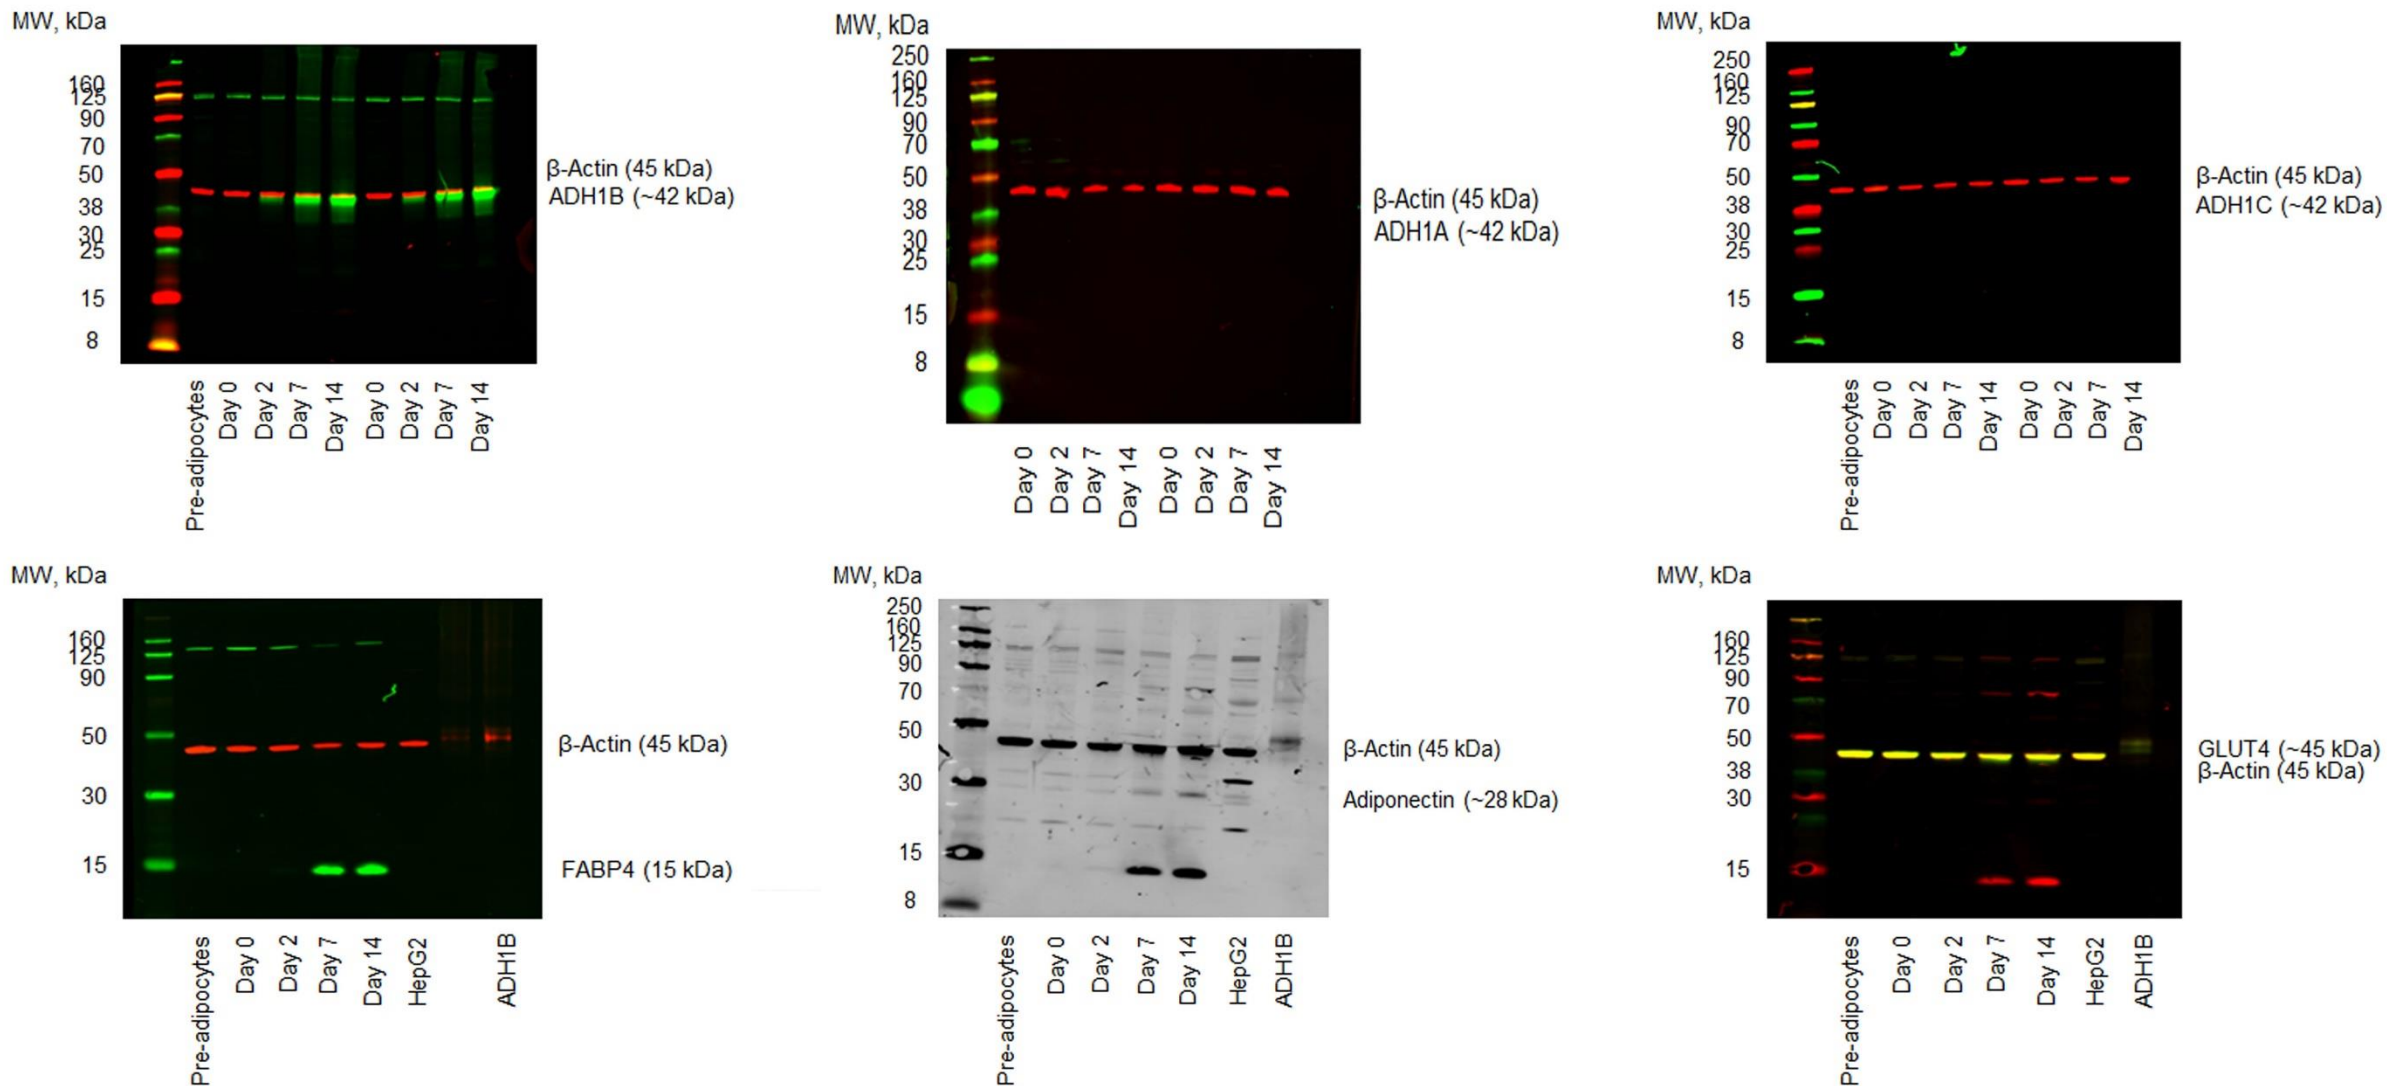 MW, kDa
160
125
90
70
50
38
30
25
15
8
β-Actin (45 kDa)
ADH1B (~42 kDa)
Pre-adipocytes
Day 0
Day 2
Day 7
Day 14
Day 0
Day 2
Day 7
Day 14
MW, kDa
250
160
125
90
70
50
38
30
25
15
8
β-Actin (45 kDa)
ADH1A (~42 kDa)
Day 0
Day 2
Day 7
Day 14
Day 0
Day 2
Day 7
Day 14
MW, kDa
250
160
125
90
70
50
38
30
25
15
8
β-Actin (45 kDa)
ADH1C (~42 kDa)
Pre-adipocytes
Day 0
Day 2
Day 7
Day 14
Day 0
Day 2
Day 7
Day 14
MW, kDa
160
125
90
50
30
15
β-Actin (45 kDa)
FABP4 (15 kDa)
Pre-adipocytes
Day 0
Day 2
Day 7
Day 14
HepG2
ADH1B
MW, kDa
250
160
125
90
70
50
30
15
8
β-Actin (45 kDa)
Adiponectin (~28 kDa)
Pre-adipocytes
Day 0
Day 2
Day 7
Day 14
HepG2
ADH1B
MW, kDa
160
125
90
70
50
38
30
15
GLUT4 (~45 kDa)
β-Actin (45 kDa)
Pre-adipocytes
Day 0
Day 2
Day 7
Day 14
HepG2
ADH1B